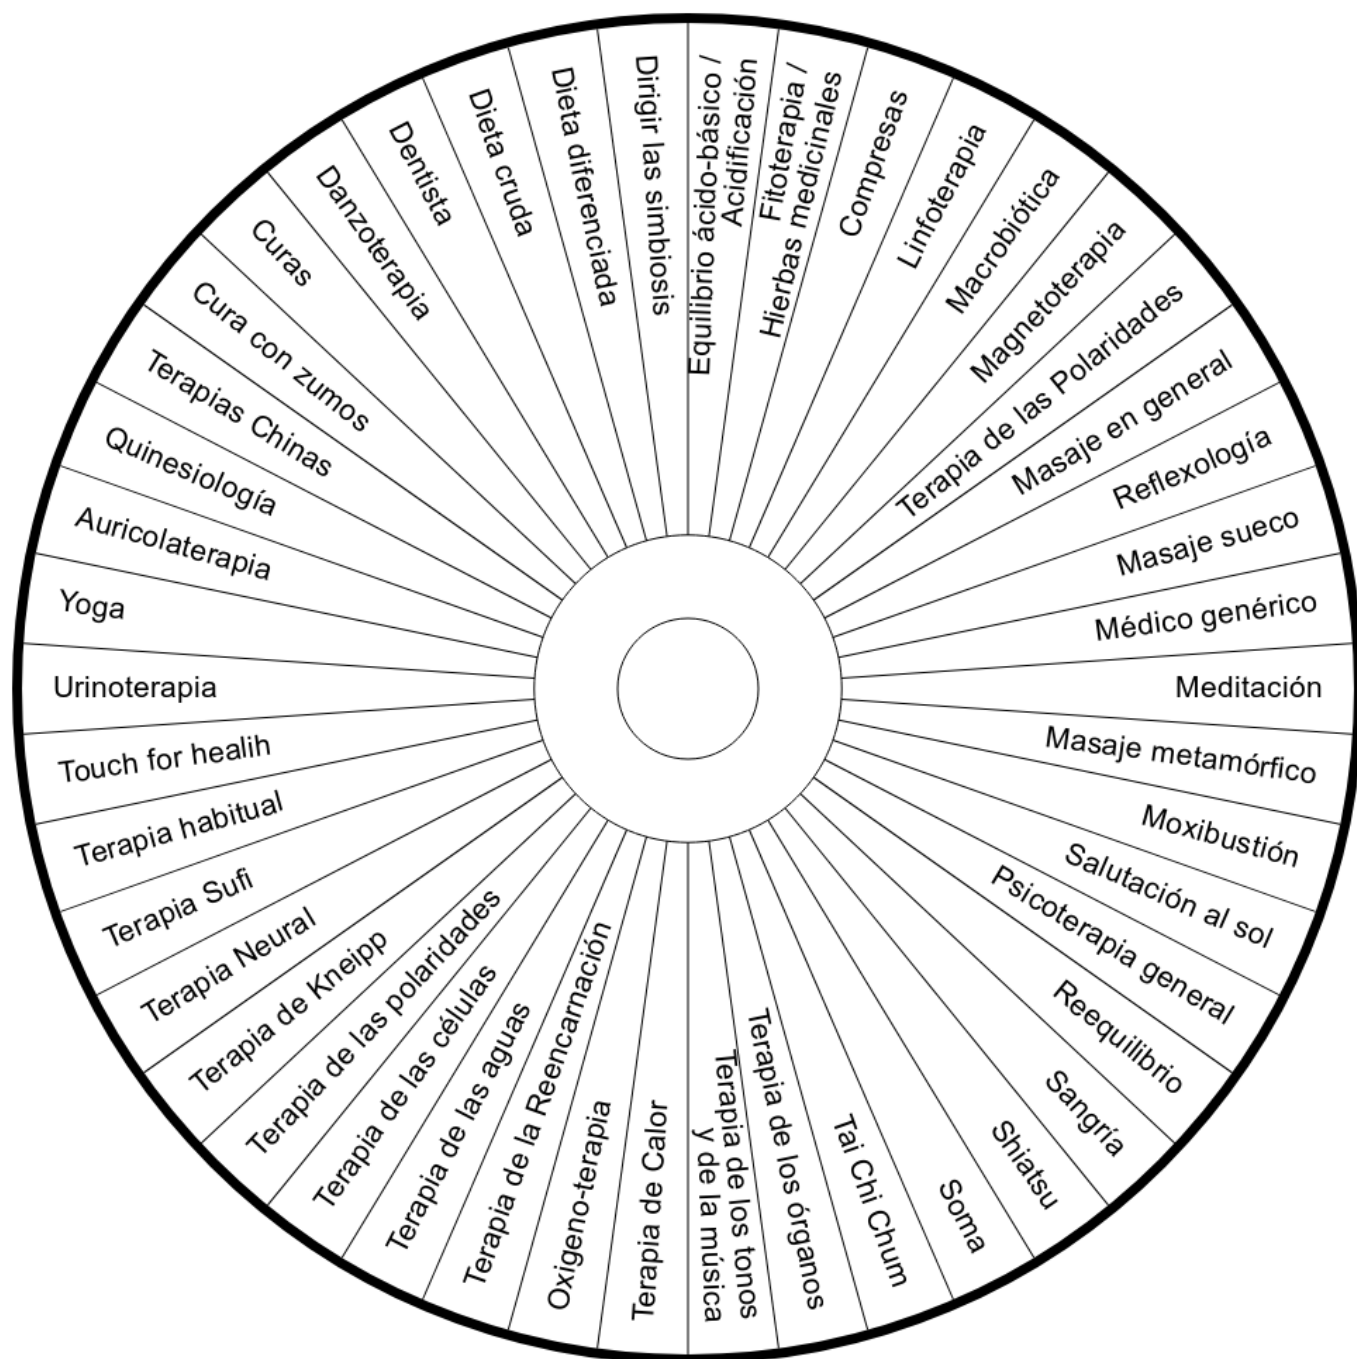 Equilibrio ácido-básico /
Acidificación
Fitoterapia /
Hierbas medicinales
Compresas
Linfoterapia
Macrobiótica
Magnetoterapia
Terapia de las Polaridades
Masaje en general
Reflexología
Masaje sueco
Médico genérico
Meditación
Masaje metamórfico
Moxibustión
Salutación al sol
Psicoterapia general
Reequilibrio
Sangría
Shiatsu
Soma
Tai Chi Chum
Terapia de los órganos
Terapia de los tonos
y de la música
Terapia de Calor
Oxigeno-terapia
Terapia de la Reencarnación
Terapia de las aguas
Terapia de las células
Terapia de las polaridades
Terapia de Kneipp
Terapia Neural
Terapia Sufi
Terapia habitual
Touch for healih
Urinoterapia
Yoga
Auricolaterapia
Quinesiología
Terapias Chinas
Cura con zumos
Curas
Danzoterapia
Dentista
Dieta cruda
Dieta diferenciada
Dirigir las simbiosis